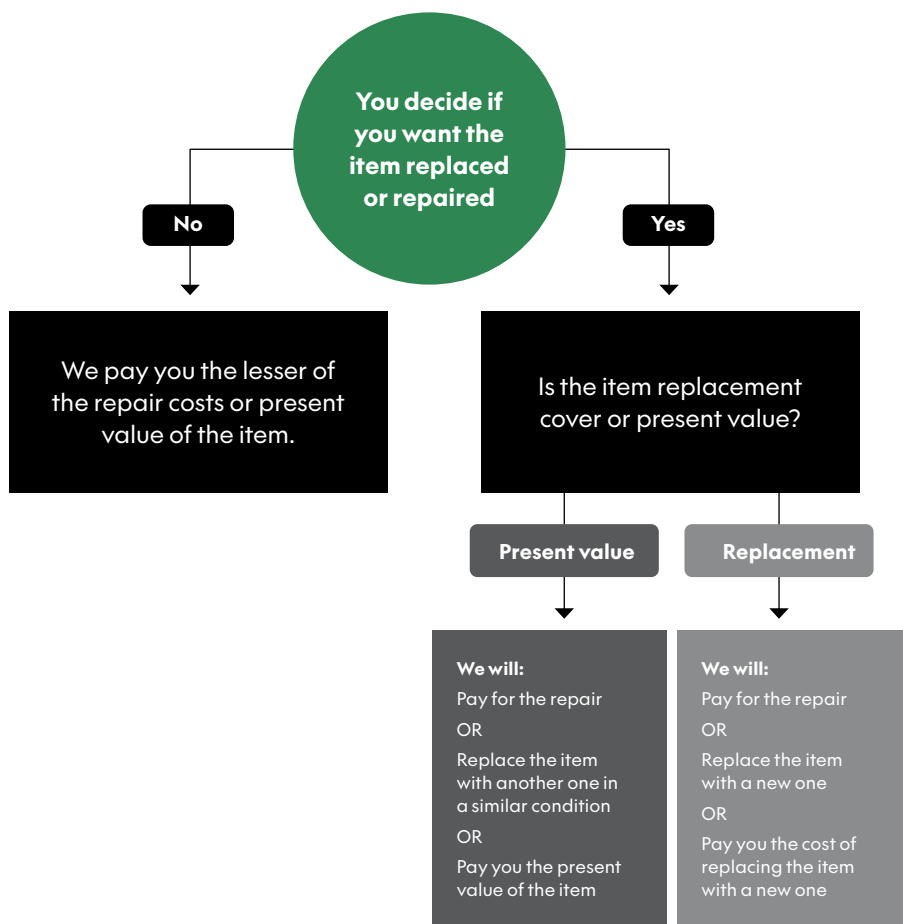 You decide if
you want the
item replaced
or repaired
No
Yes
We pay you the lesser of
the repair costs or present
value of the item.
Is the item replacement
cover or present value?
Present value
Replacement
We will:
Pay for the repair
OR
Replace the item
with another one in
a similar condition
OR
Pay you the present
value of the item
We will:
Pay for the repair
OR
Replace the item
with a new one
OR
Pay you the cost of
replacing the item
with a new one